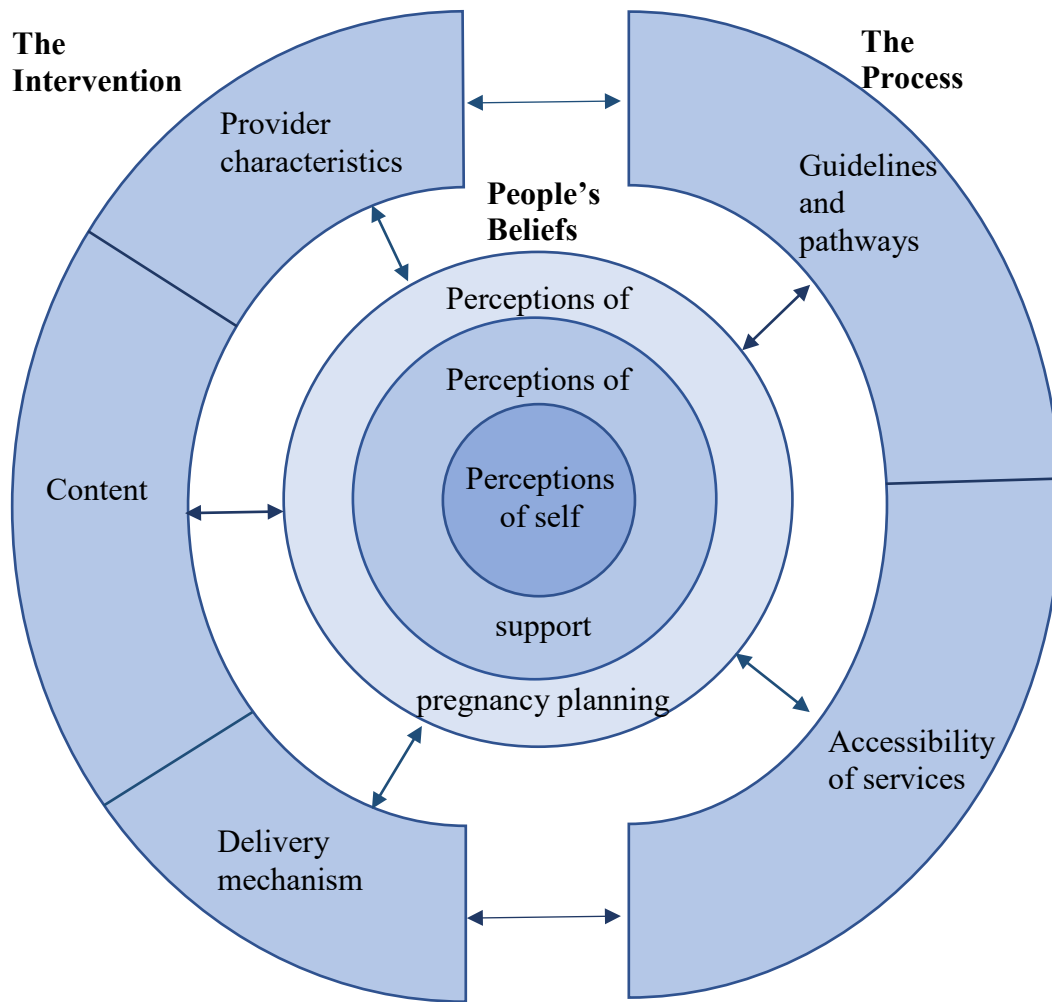 The
Intervention
The
Process
Provider
characteristics
Guidelines
and
pathways
People’s
Beliefs
Perceptions of
Perceptions of
Perceptions
of self
Content
support
pregnancy planning
Accessibility
of services
Delivery
mechanism